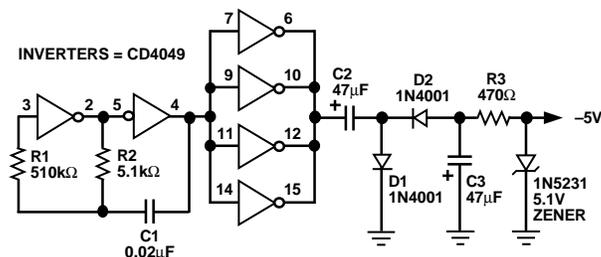 INVERTERS = CD4049
3
2
5
4
R1
510kΩ
R2
5.1kΩ
C1
0.02µF
7
6
9
10
11
12
14
15
C2
47µF
+
D1
1N4001
D2
1N4001
+
C3
47µF
R3
470Ω
–5V
1N5231
5.1V
ZENER